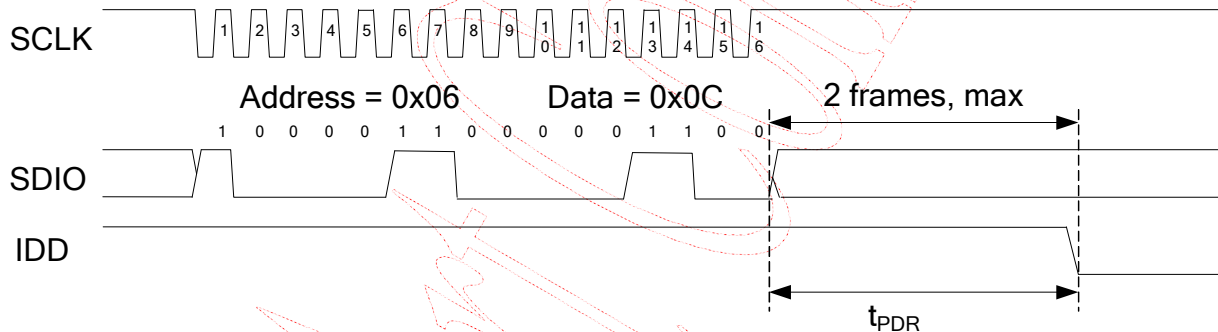 SCLK 1 2 3 4 5 6 7 8 9 10 11 12 13 14 15 16
Address = 0x06 Data = 0x0C 2 frames, max
1 0 0 0 0 1 1 0 0 0 0 0 1 1 0 0
SDIO
IDD
tPDR